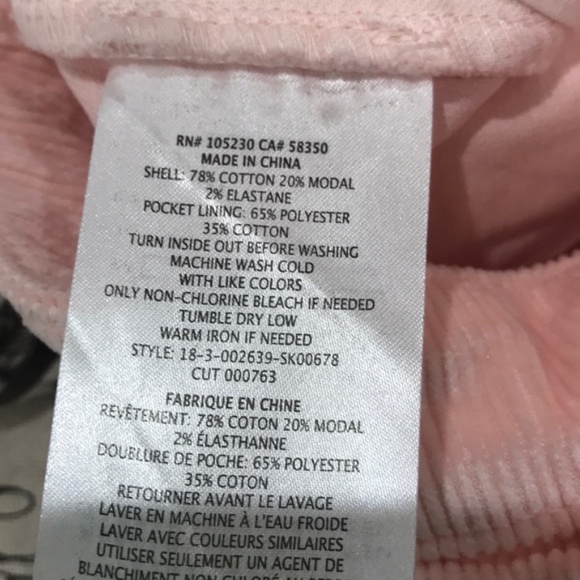 RN# 105230 CA# 58350
MADE IN CHINA
SHELL: 78% COTTON 20% MODAL
2% ELASTANE
POCKET LINING: 65% POLYESTER
35% COTTON
TURN INSIDE OUT BEFORE WASHING
MACHINE WASH COLD
WITH LIKE COLORS
ONLY NON-CHLORINE BLEACH IF NEEDED
TUMBLE DRY LOW
WARM IRON IF NEEDED
STYLE: 18-3-002639-SK00678
CUT 000763
FABRIQUE EN CHINE
REVÊTEMENT: 78% COTON 20% MODAL
2% ÉLASTHANNE
DOUBLURE DE POCHE: 65% POLYESTER
35% COTON
RETOURNER AVANT LE LAVAGE
LAVER EN MACHINE À L'EAU FROIDE
LAVER AVEC COULEURS SIMILAIRES
UTILISER SEULEMENT UN AGENT DE
BLANCHIMENT NON